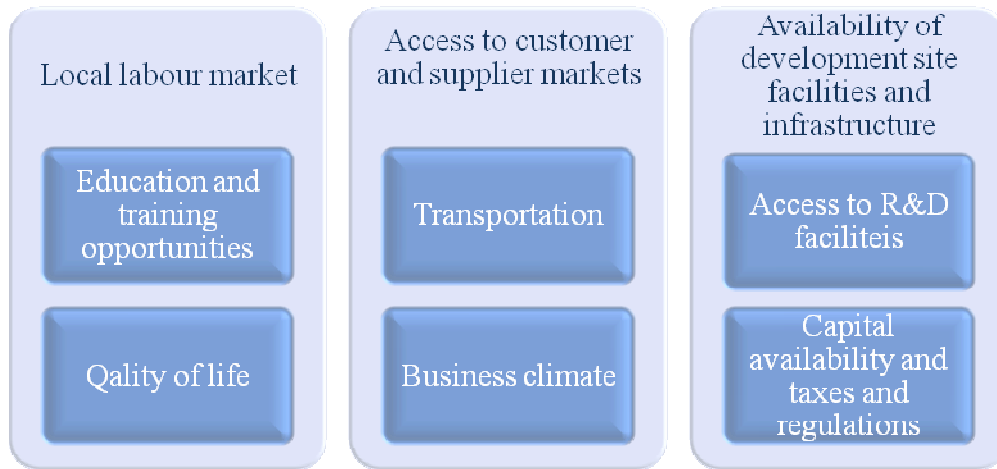 Local labour market
Education and
training
opportunities
Qality of life
Access to customer
and supplier markets
Transportation
Business climate
Availability of
development site
facilities and
infrastructure
Access to R&D
faciliteis
Capital
availability and
taxes and
regulations